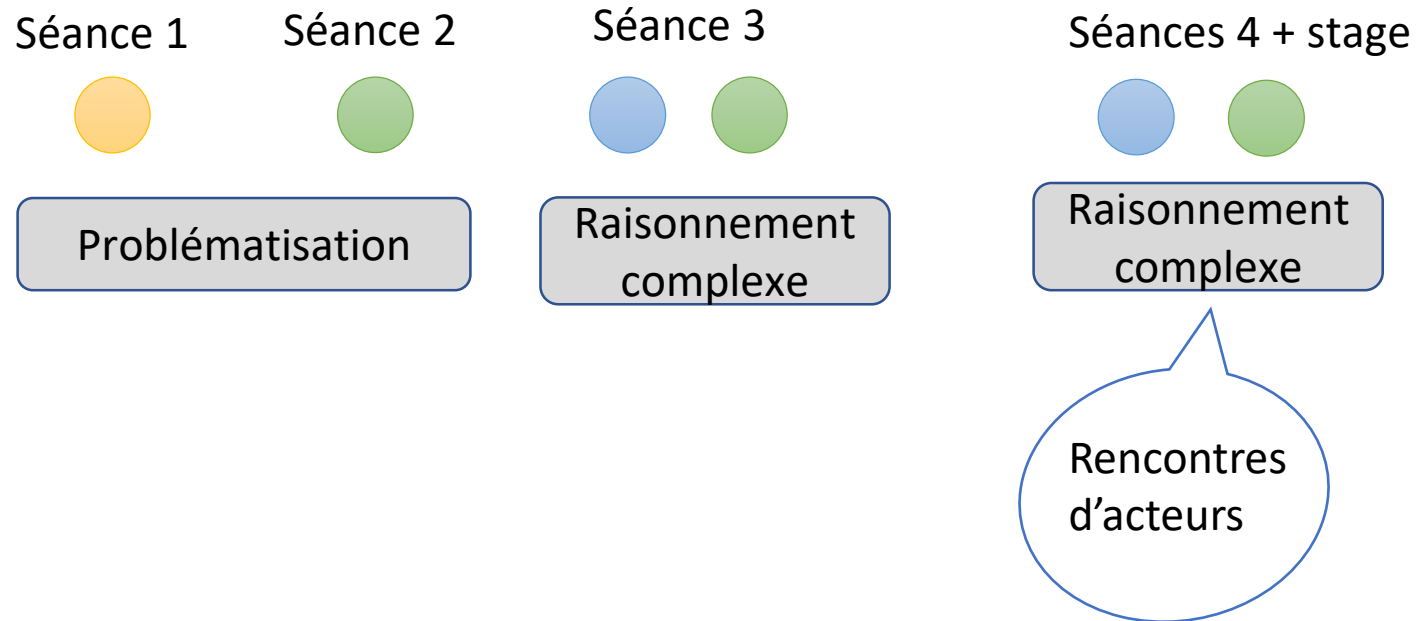 Séance 1
Séance 2
Séance 3
Séances 4 + stage
Problématisation
Raisonnement
complexe
Raisonnement
complexe
Rencontres
d’acteurs